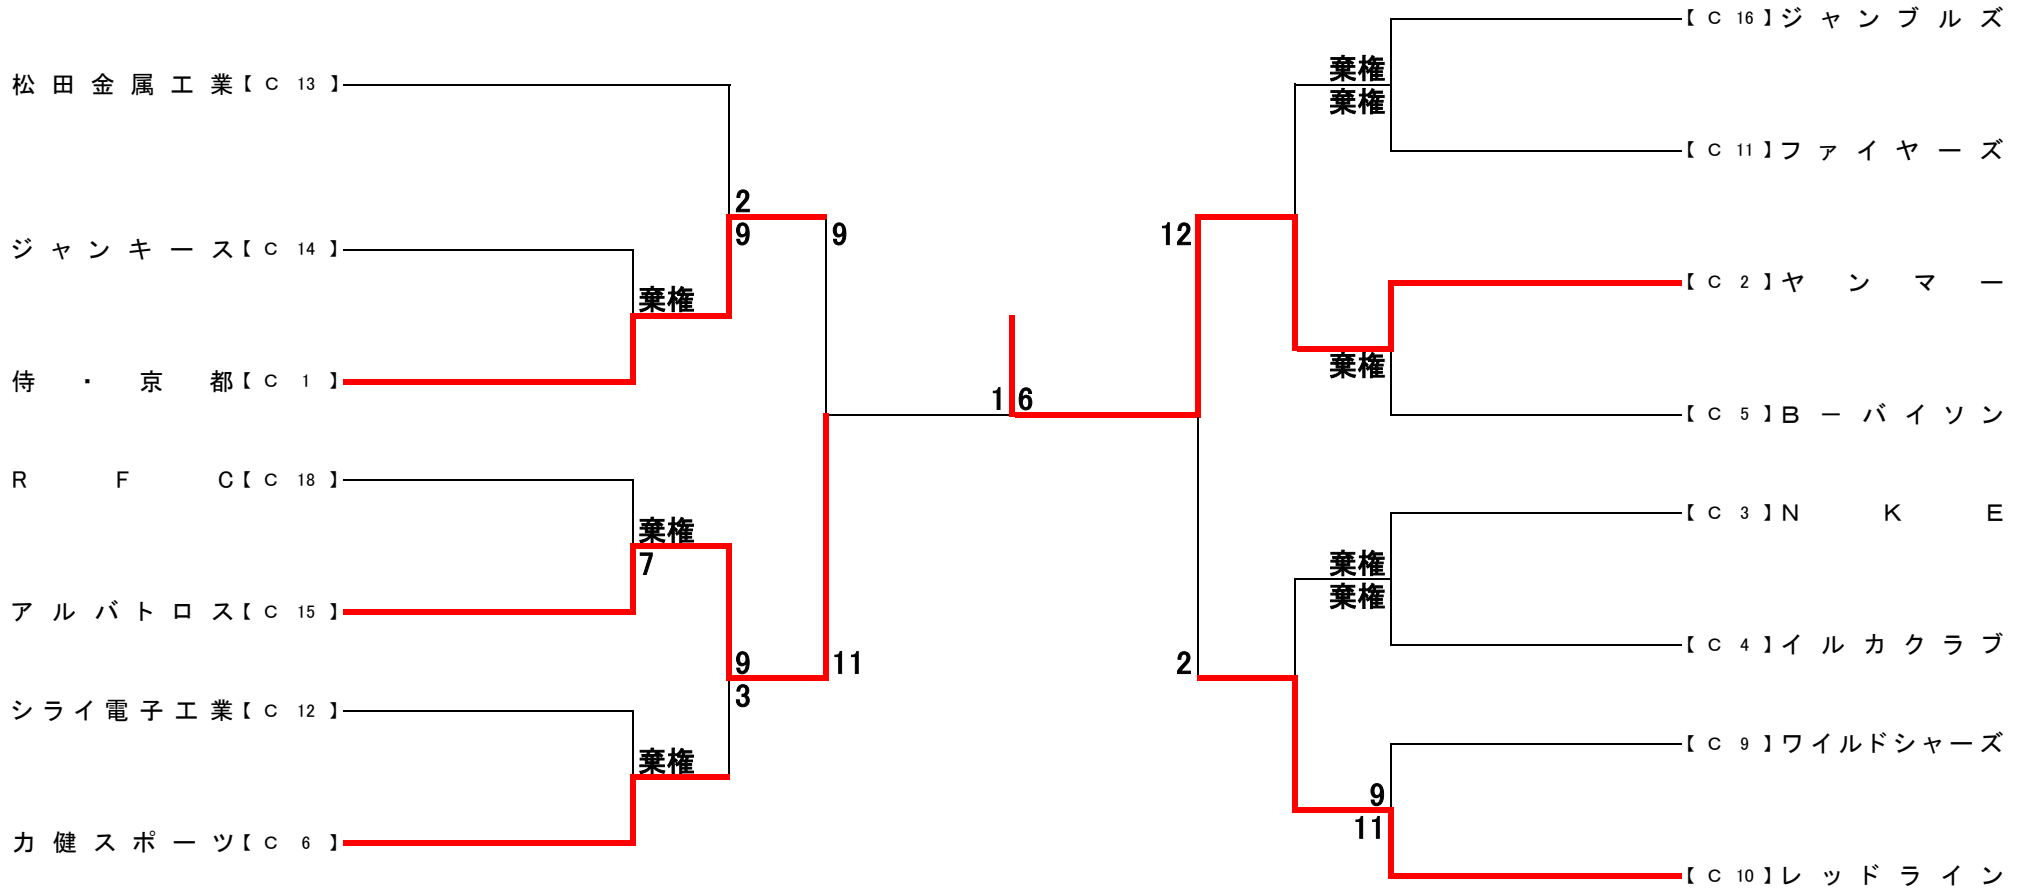 松田金属工業【 C 13 】
ジャンキース【 C 14 】
侍・京都【 C 1 】
RFC【 C 18 】
アルバトロス【 C 15 】
シライ電子工業【 C 12 】
力健スポーツ【 C 6 】
2
9
棄権
9
棄権
7
9
3
11
棄権
1 6
棄権
棄権
12
棄権
棄権
棄権
2
9
11
【 C 16 】ジャンブルズ
【 C 11 】ファイヤーズ
【 C 2 】ヤンマー
【 C 5 】B－バイソン
【 C 3 】NKE
【 C 4 】イルカクラブ
【 C 9 】ワイルドシャーズ
【 C 10 】レッドライン